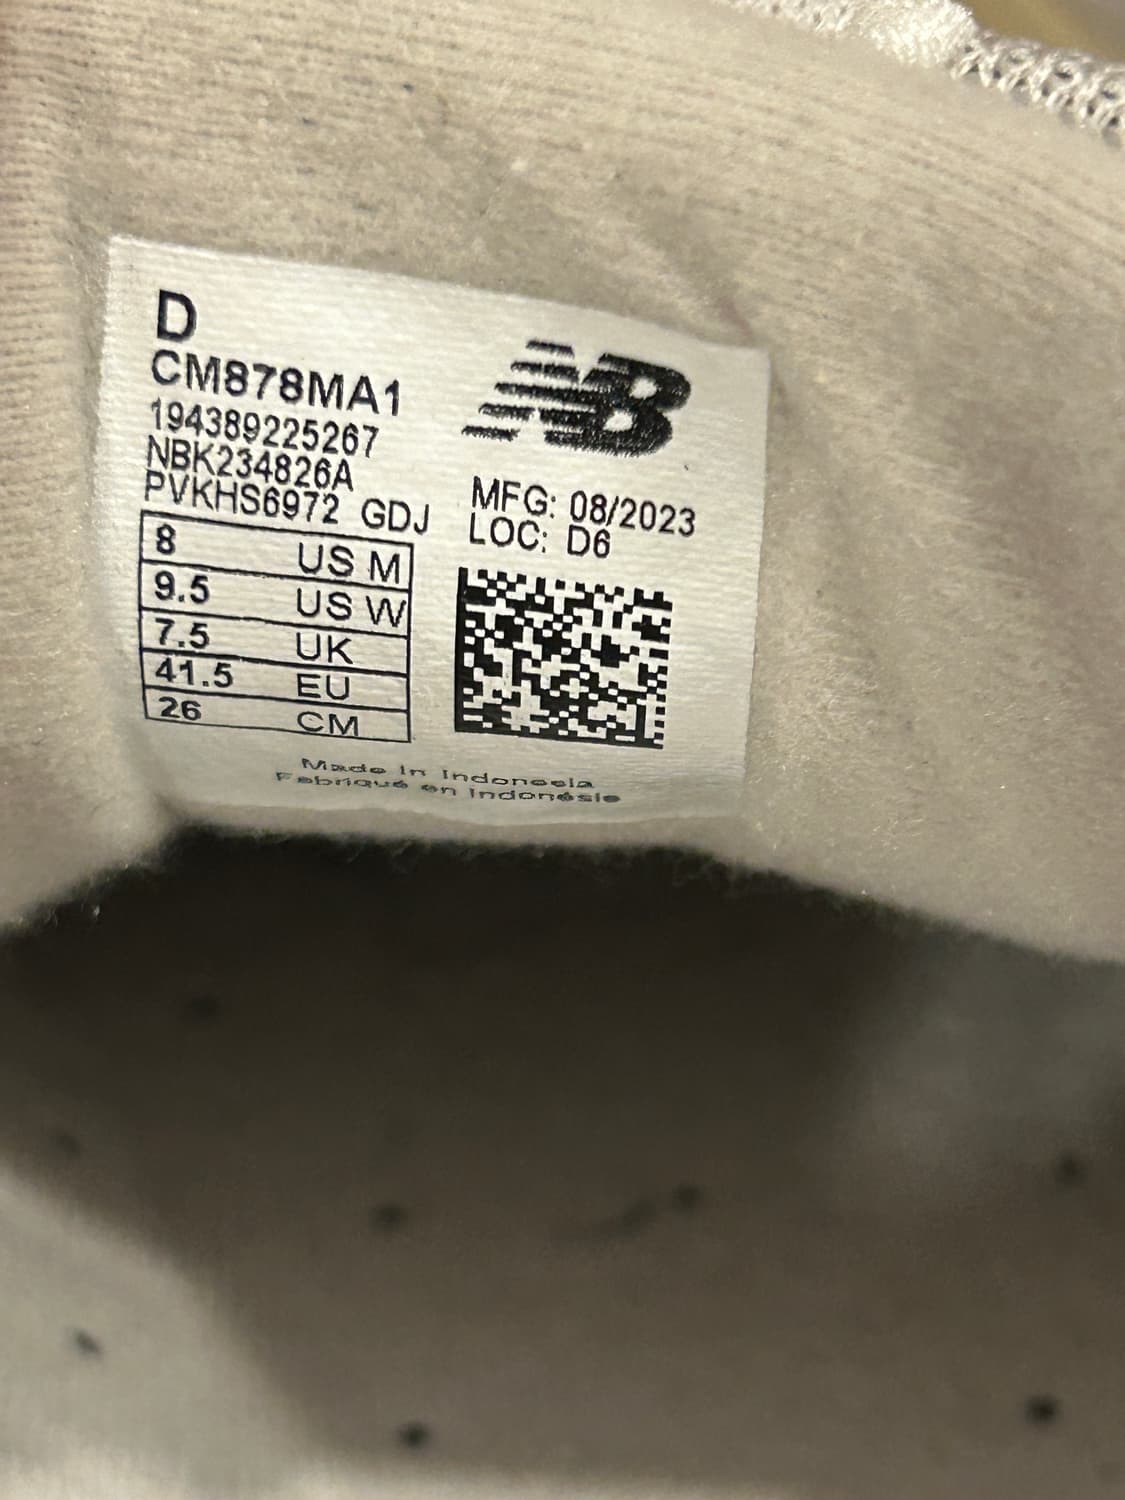 D
CM878MA1
194389225267
NBK234826A
PVKHS6972 GDJ
8 US M
9.5 US W
7.5 UK
41.5 EU
26 CM
NB
MFG: 08/2023
LOC: D6
Made in Indonesia
Fabriqué en Indonésie